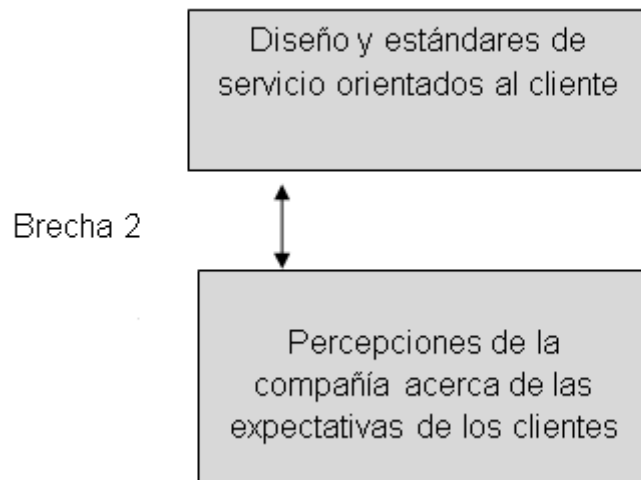 Diseño y estándares de
servicio orientados al cliente
Brecha 2
Percepciones de la
compañía acerca de las
expectativas de los clientes